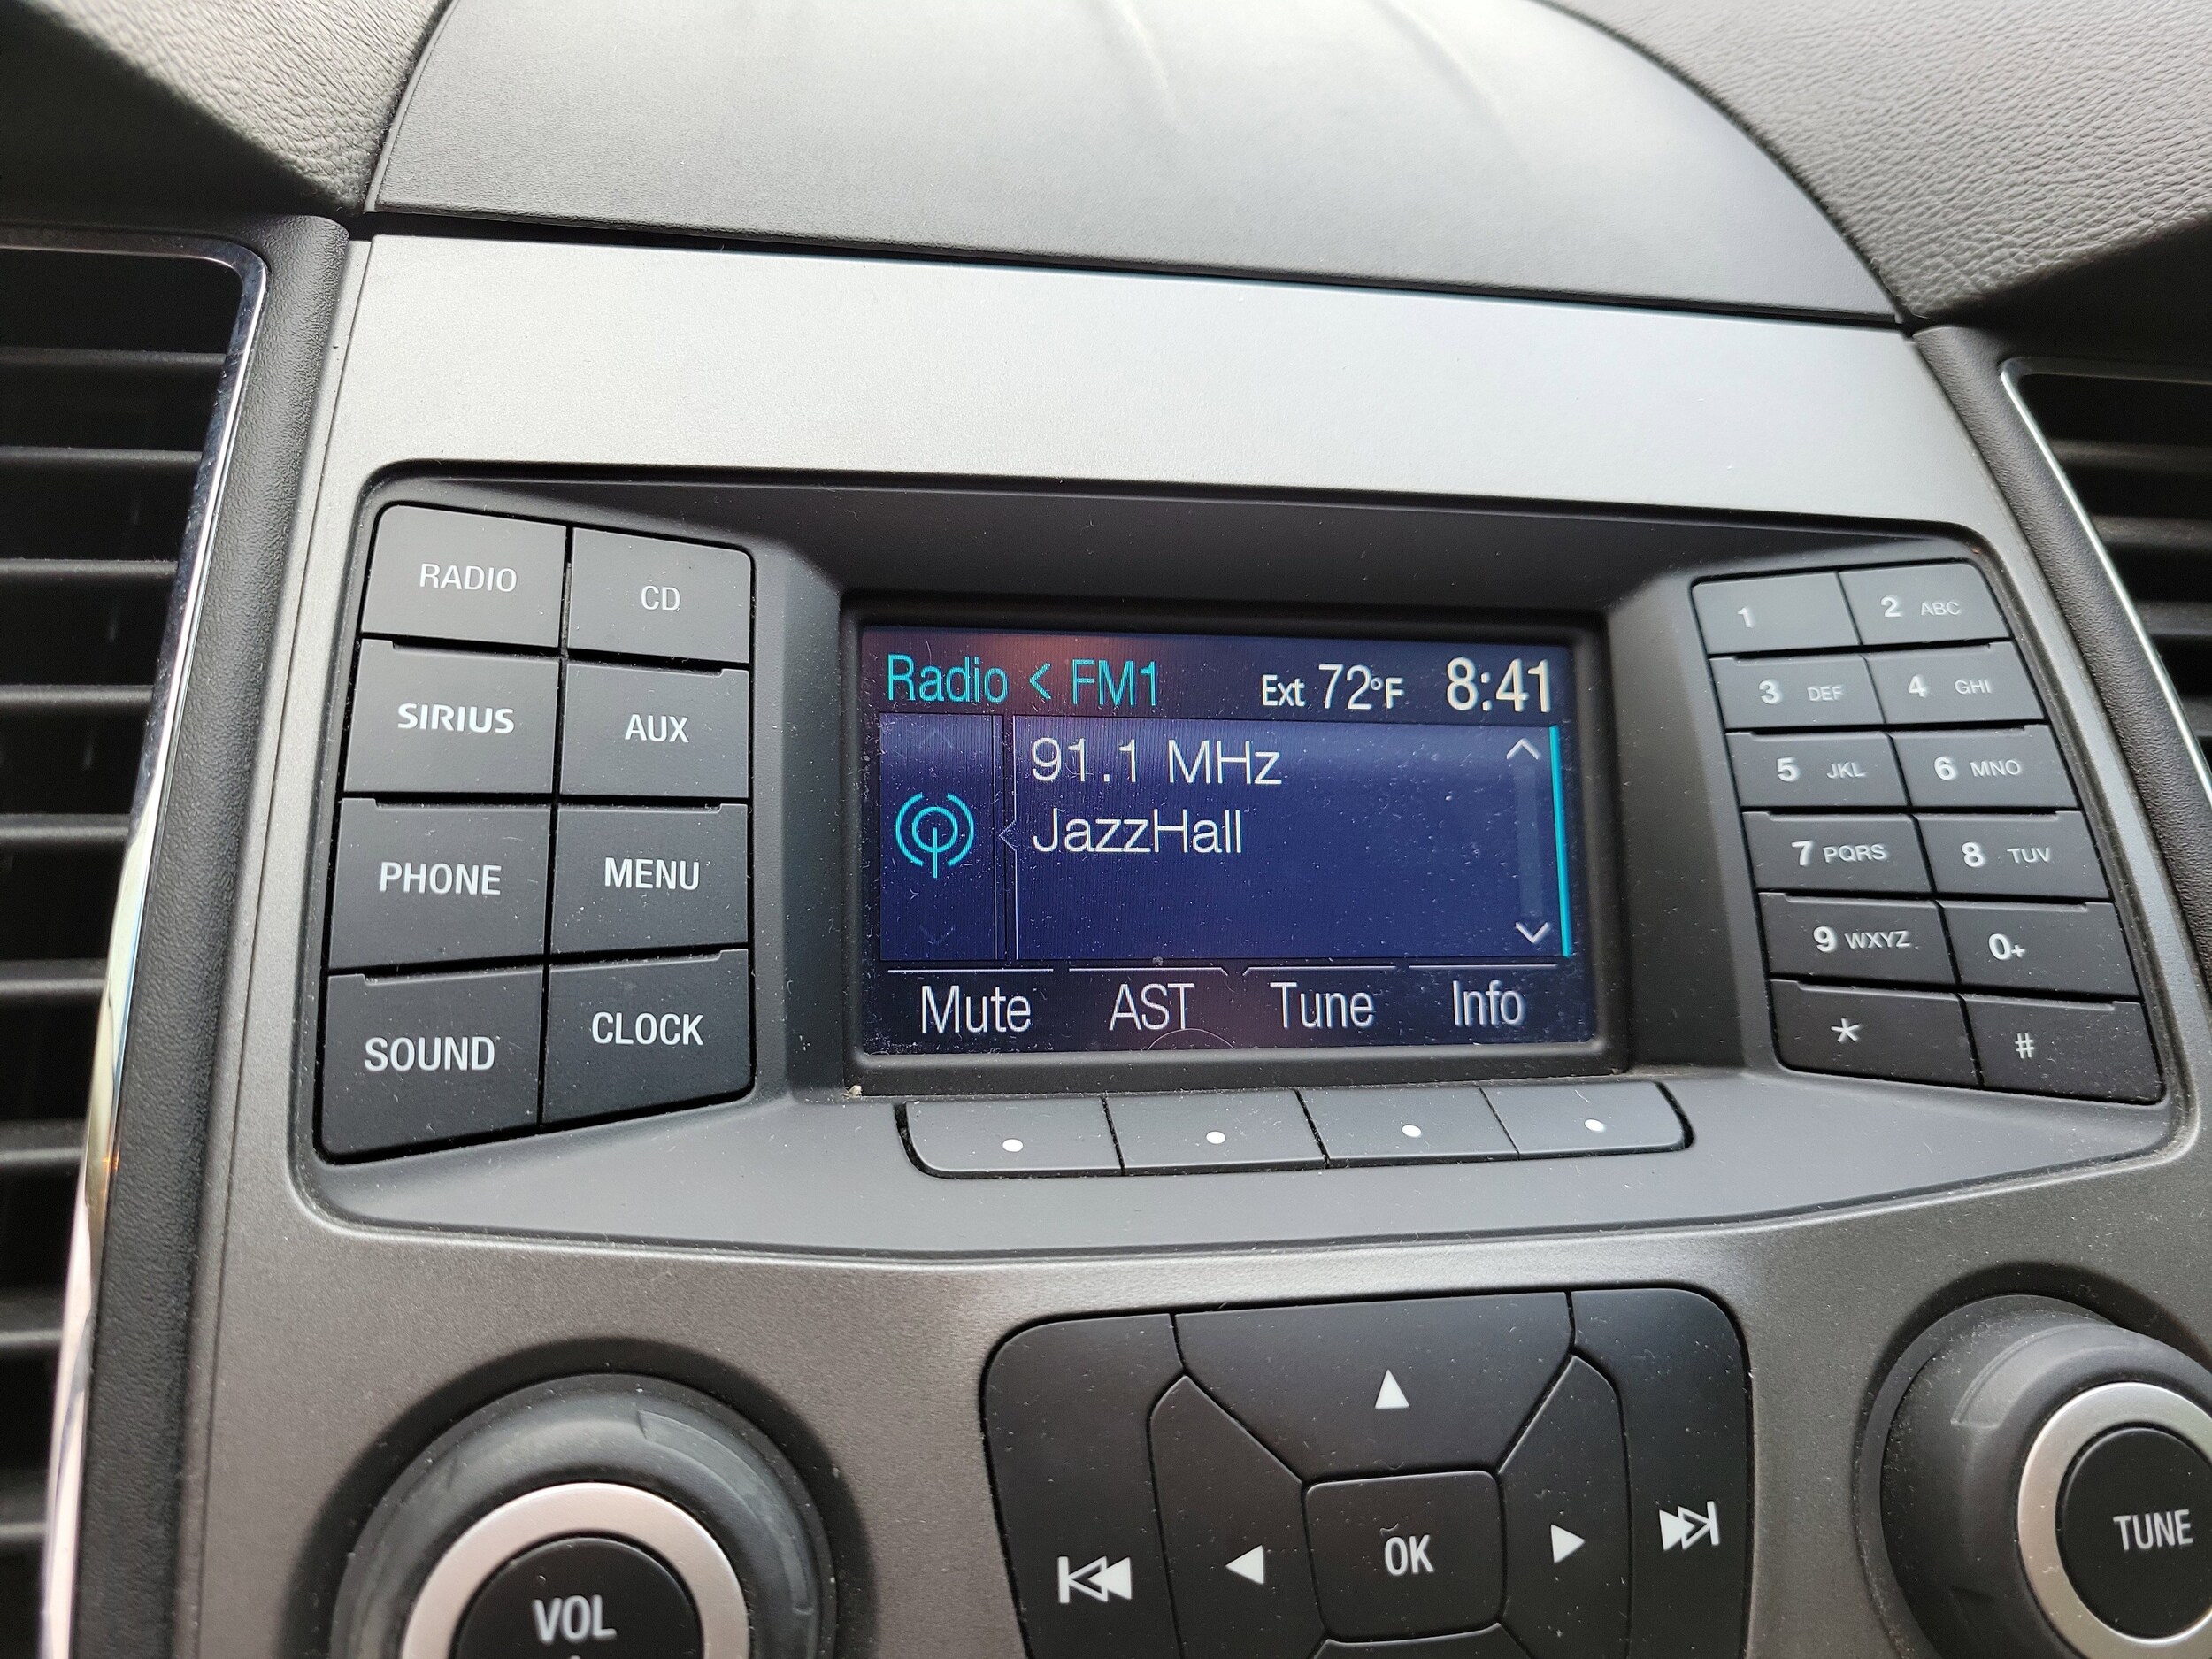 RADIO
CD
SIRIUS
AUX
PHONE
MENU
SOUND
CLOCK
Radio < FM1 Ext 72°F 8:41
91.1 MHz
JazzHall
Mute AST Tune Info
1
2 ABC
3 DEF
4 GHI
5 JKL
6 MNO
7 PQRS
8 TUV
9 WXYZ
0+
*
#
VOL
OK
TUNE